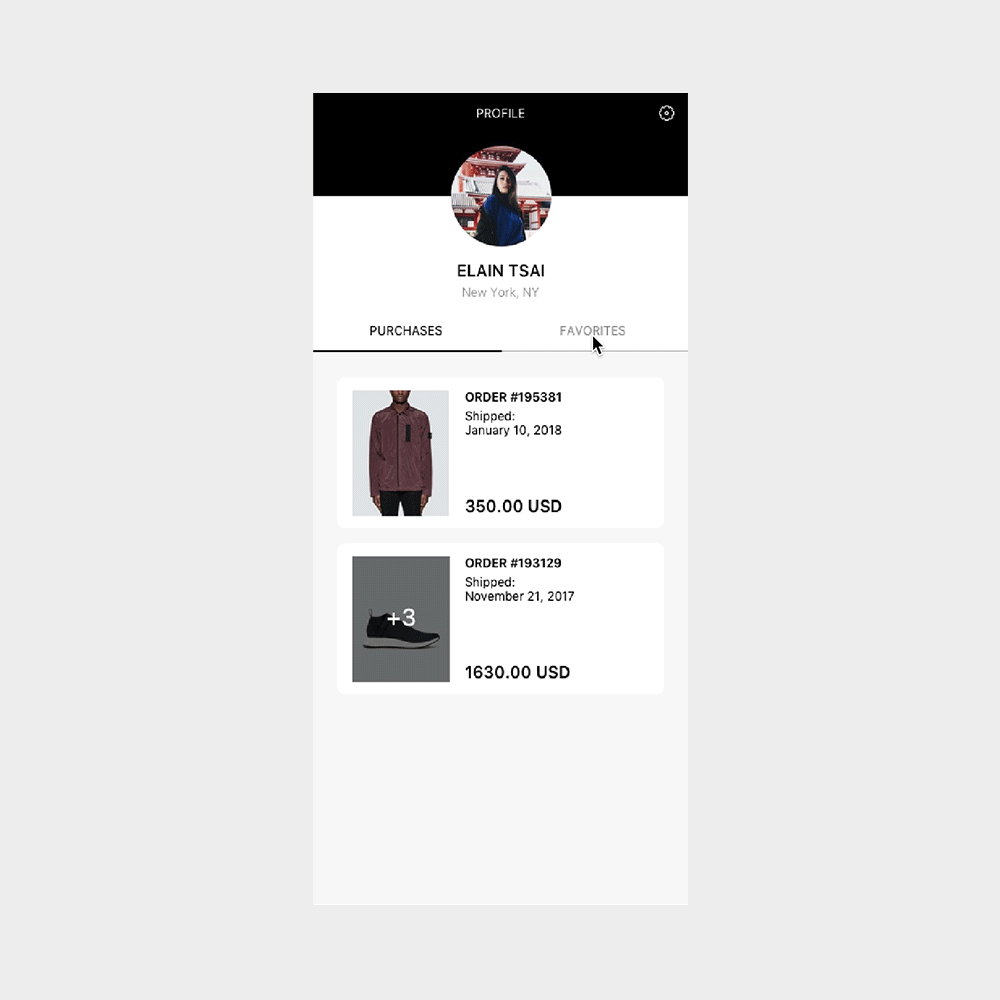 PROFILE
ELAIN TSAI
New York, NY
PURCHASES
FAVORITES
ORDER #195381
Shipped:
January 10, 2018
350.00 USD
+3
ORDER #193129
Shipped:
November 21, 2017
1630.00 USD